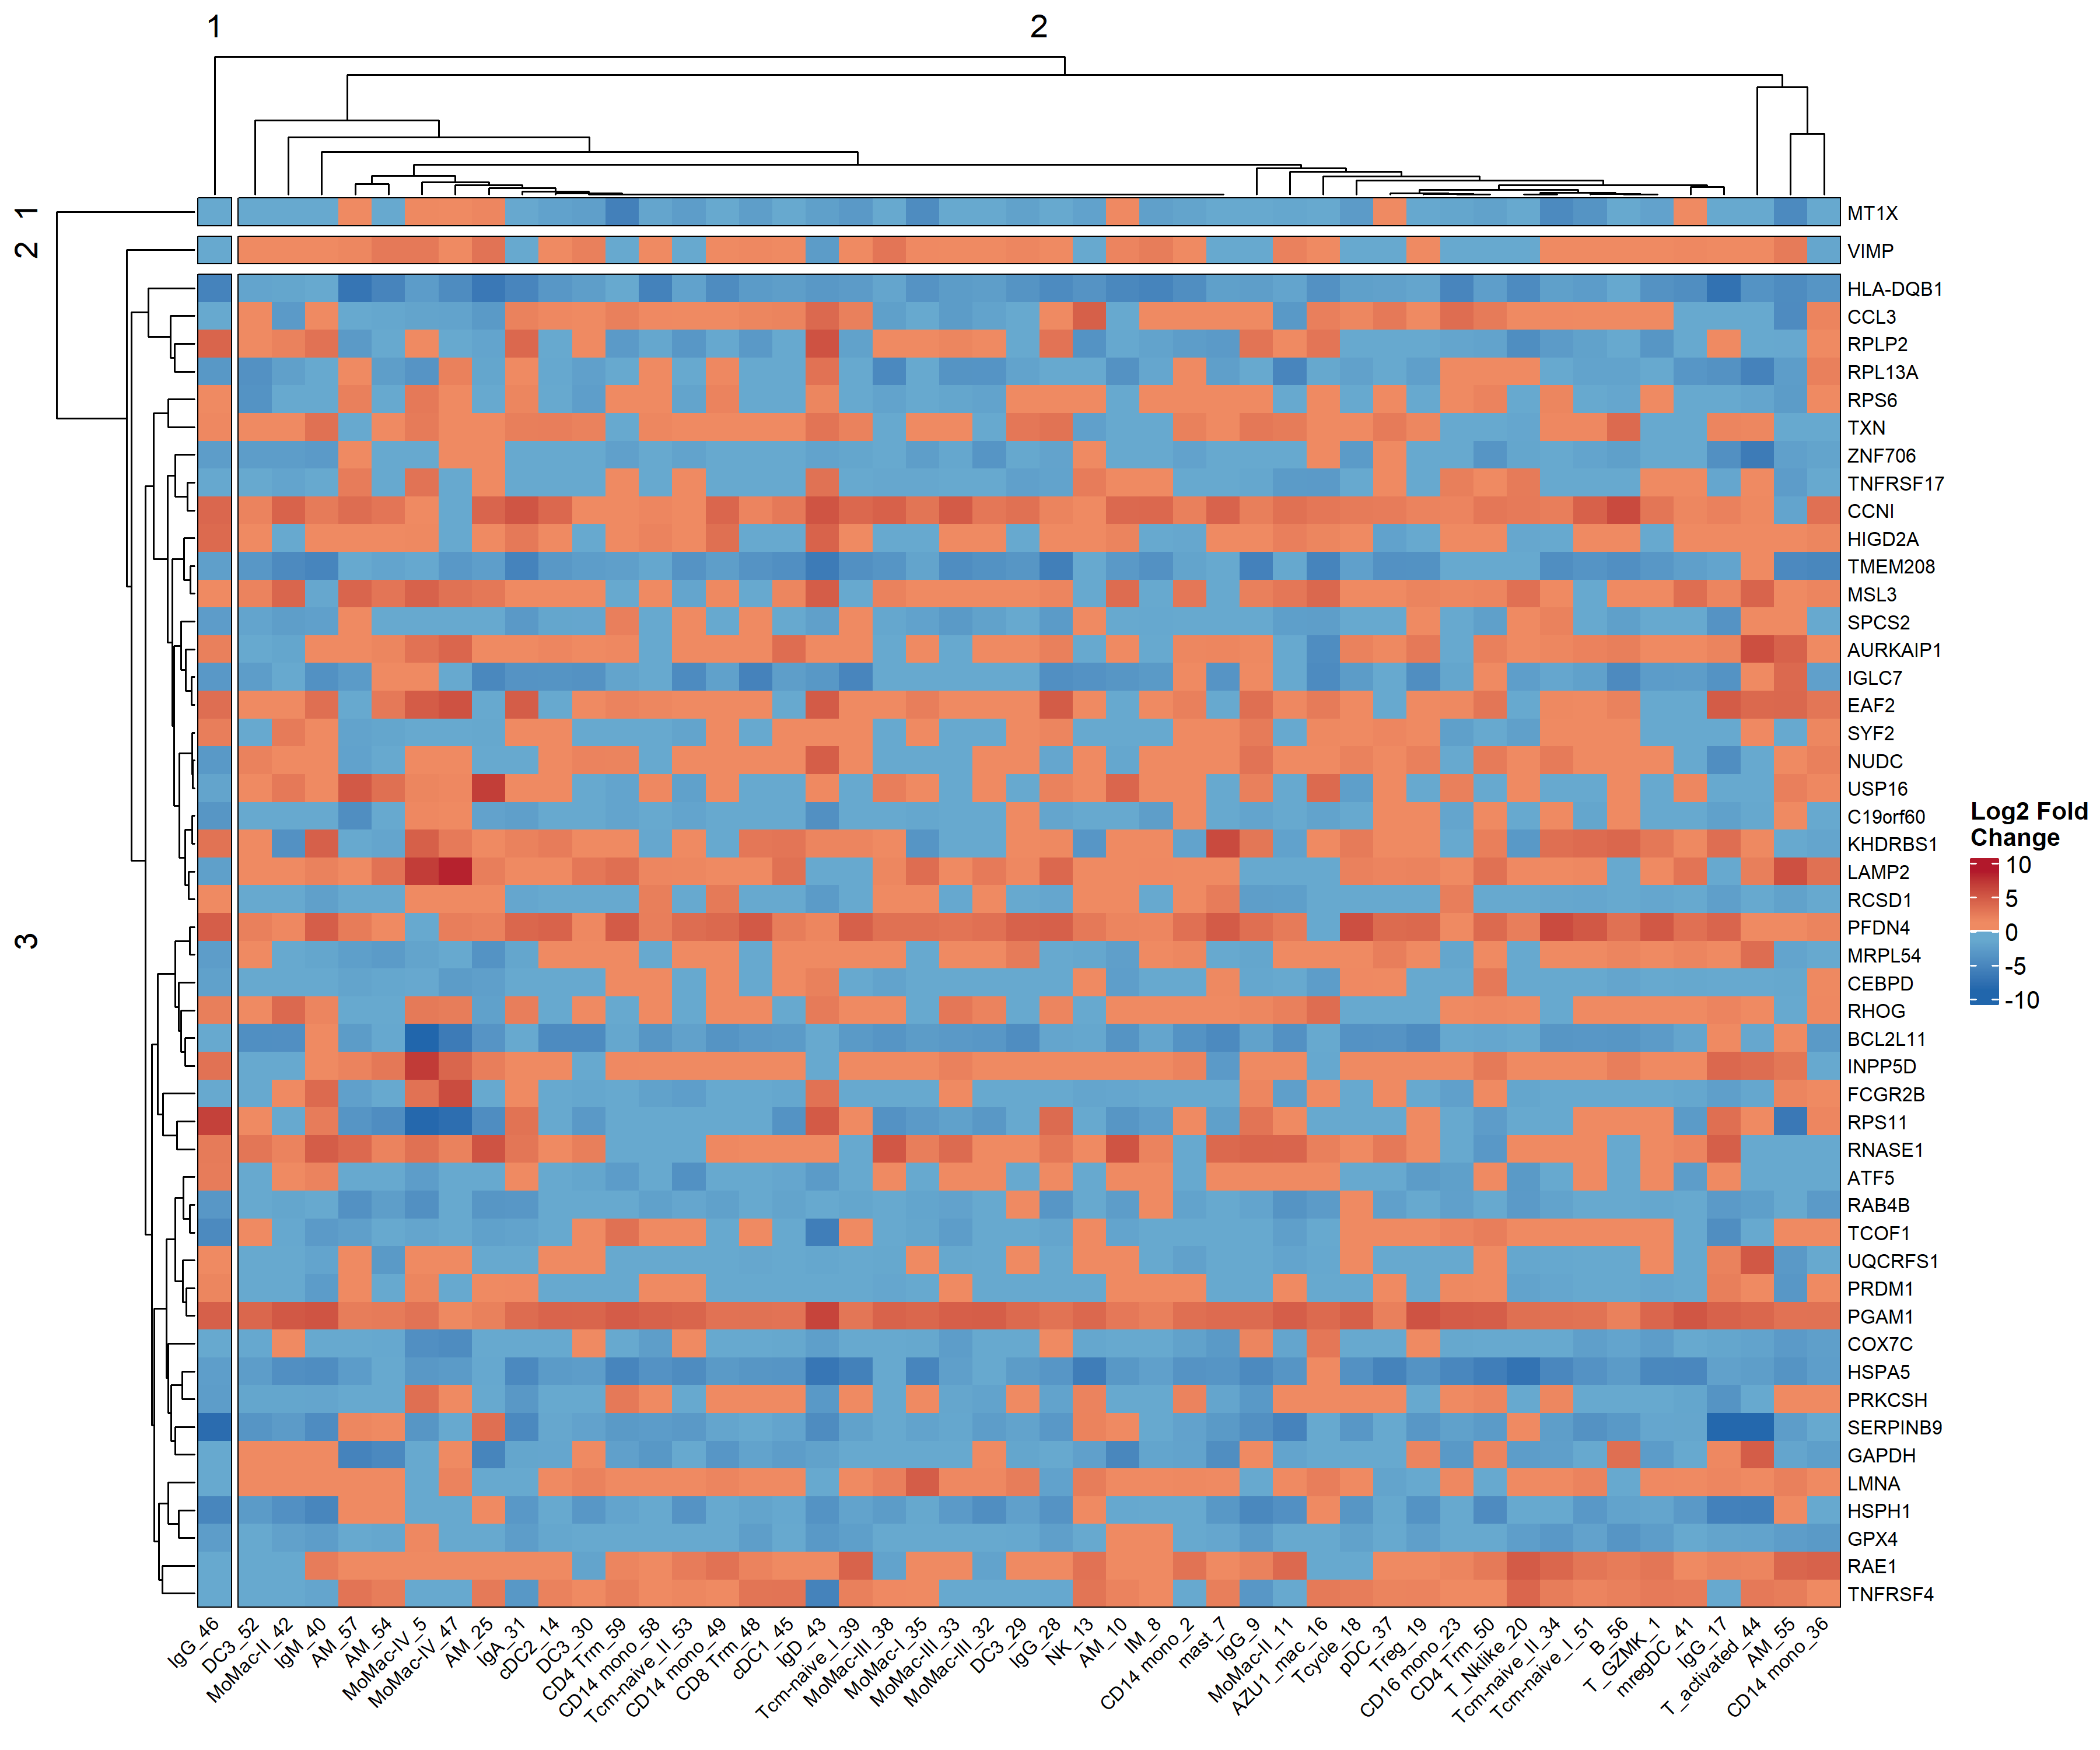 1
2
1
2
3
MT1X
VIMP
HLA-DQB1
CCL3
RPLP2
RPL13A
RPS6
TXN
ZNF706
TNFRSF17
CCNI
HIGD2A
TMEM208
MSL3
SPCS2
AURKAIP1
IGLC7
EAF2
SYF2
NUDC
USP16
C19orf60
KHDRBS1
LAMP2
RCSD1
PFDN4
MRPL54
CEBPD
RHOG
BCL2L11
INPP5D
FCGR2B
RPS11
RNASE1
ATF5
RAB4B
TCOF1
UQCRFS1
PRDM1
PGAM1
COX7C
HSPA5
PRKCSH
SERPINB9
GAPDH
LMNA
HSPH1
GPX4
RAE1
TNFRSF4
IgG_46
DC3_52
MoMac-II_42
IgM_40
AM_57
AM_54
MoMac-IV_5
MoMac-IV_47
AM_25
IgA_31
cDC2_14
DC3_30
CD4 Trm_59
CD14 mono_58
Tcm-naive_II_53
CD14 mono_49
CD8 Trm_48
cDC1_45
IgD_43
Tcm-naive_I_39
MoMac-III_38
MoMac-I_35
MoMac-III_33
MoMac-III_32
DC3_29
IgG_28
NK_13
AM_10
IM_8
CD14 mono_2
mast_7
IgG_9
MoMac-II_11
AZU1_mac_16
Tcycle_18
pDC_37
Treg_19
CD16 mono_23
CD4 Trm_50
T_Nklike_20
Tcm-naive_II_34
Tcm-naive_I_51
B_56
T_GZMK_1
mregDC_41
IgG_17
T_activated_44
AM_55
CD14 mono_36
Log2 Fold
Change
10
5
0
-5
-10